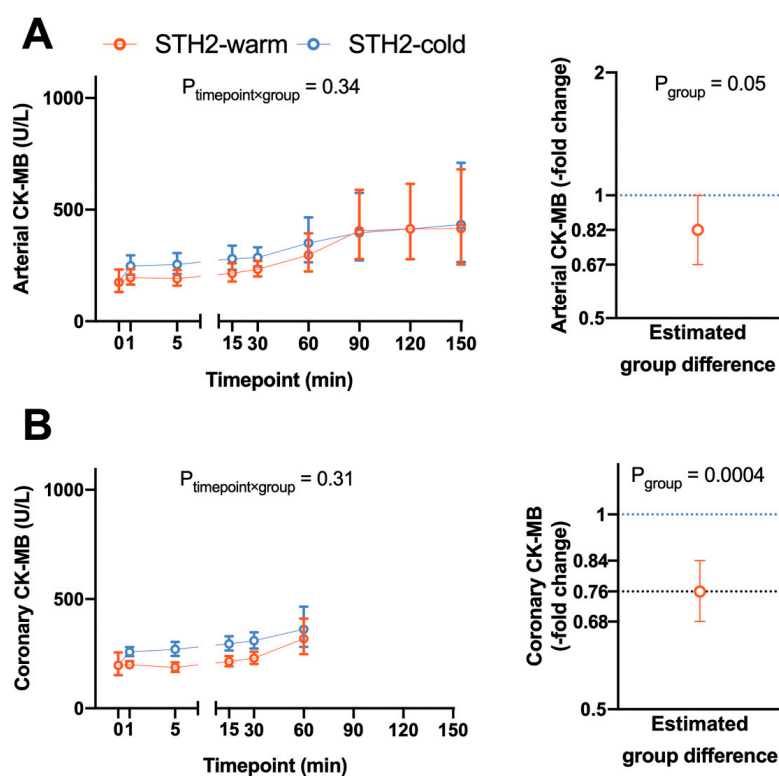 A
STH2-warm STH2-cold
P timepoint×group = 0.34
Arterial CK-MB (U/L)
1000
500
0
0 1 5 15 30 60 90 120 150
Timepoint (min)
P group = 0.05
Arterial CK-MB (-fold change)
2
1
0.82
0.67
0.5
Estimated
group difference
B
P timepoint×group = 0.31
Coronary CK-MB (U/L)
1000
500
0
0 1 5 15 30 60 90 120 150
Timepoint (min)
P group = 0.0004
Coronary CK-MB
(-fold change)
1
0.84
0.76
0.68
0.5
Estimated
group difference